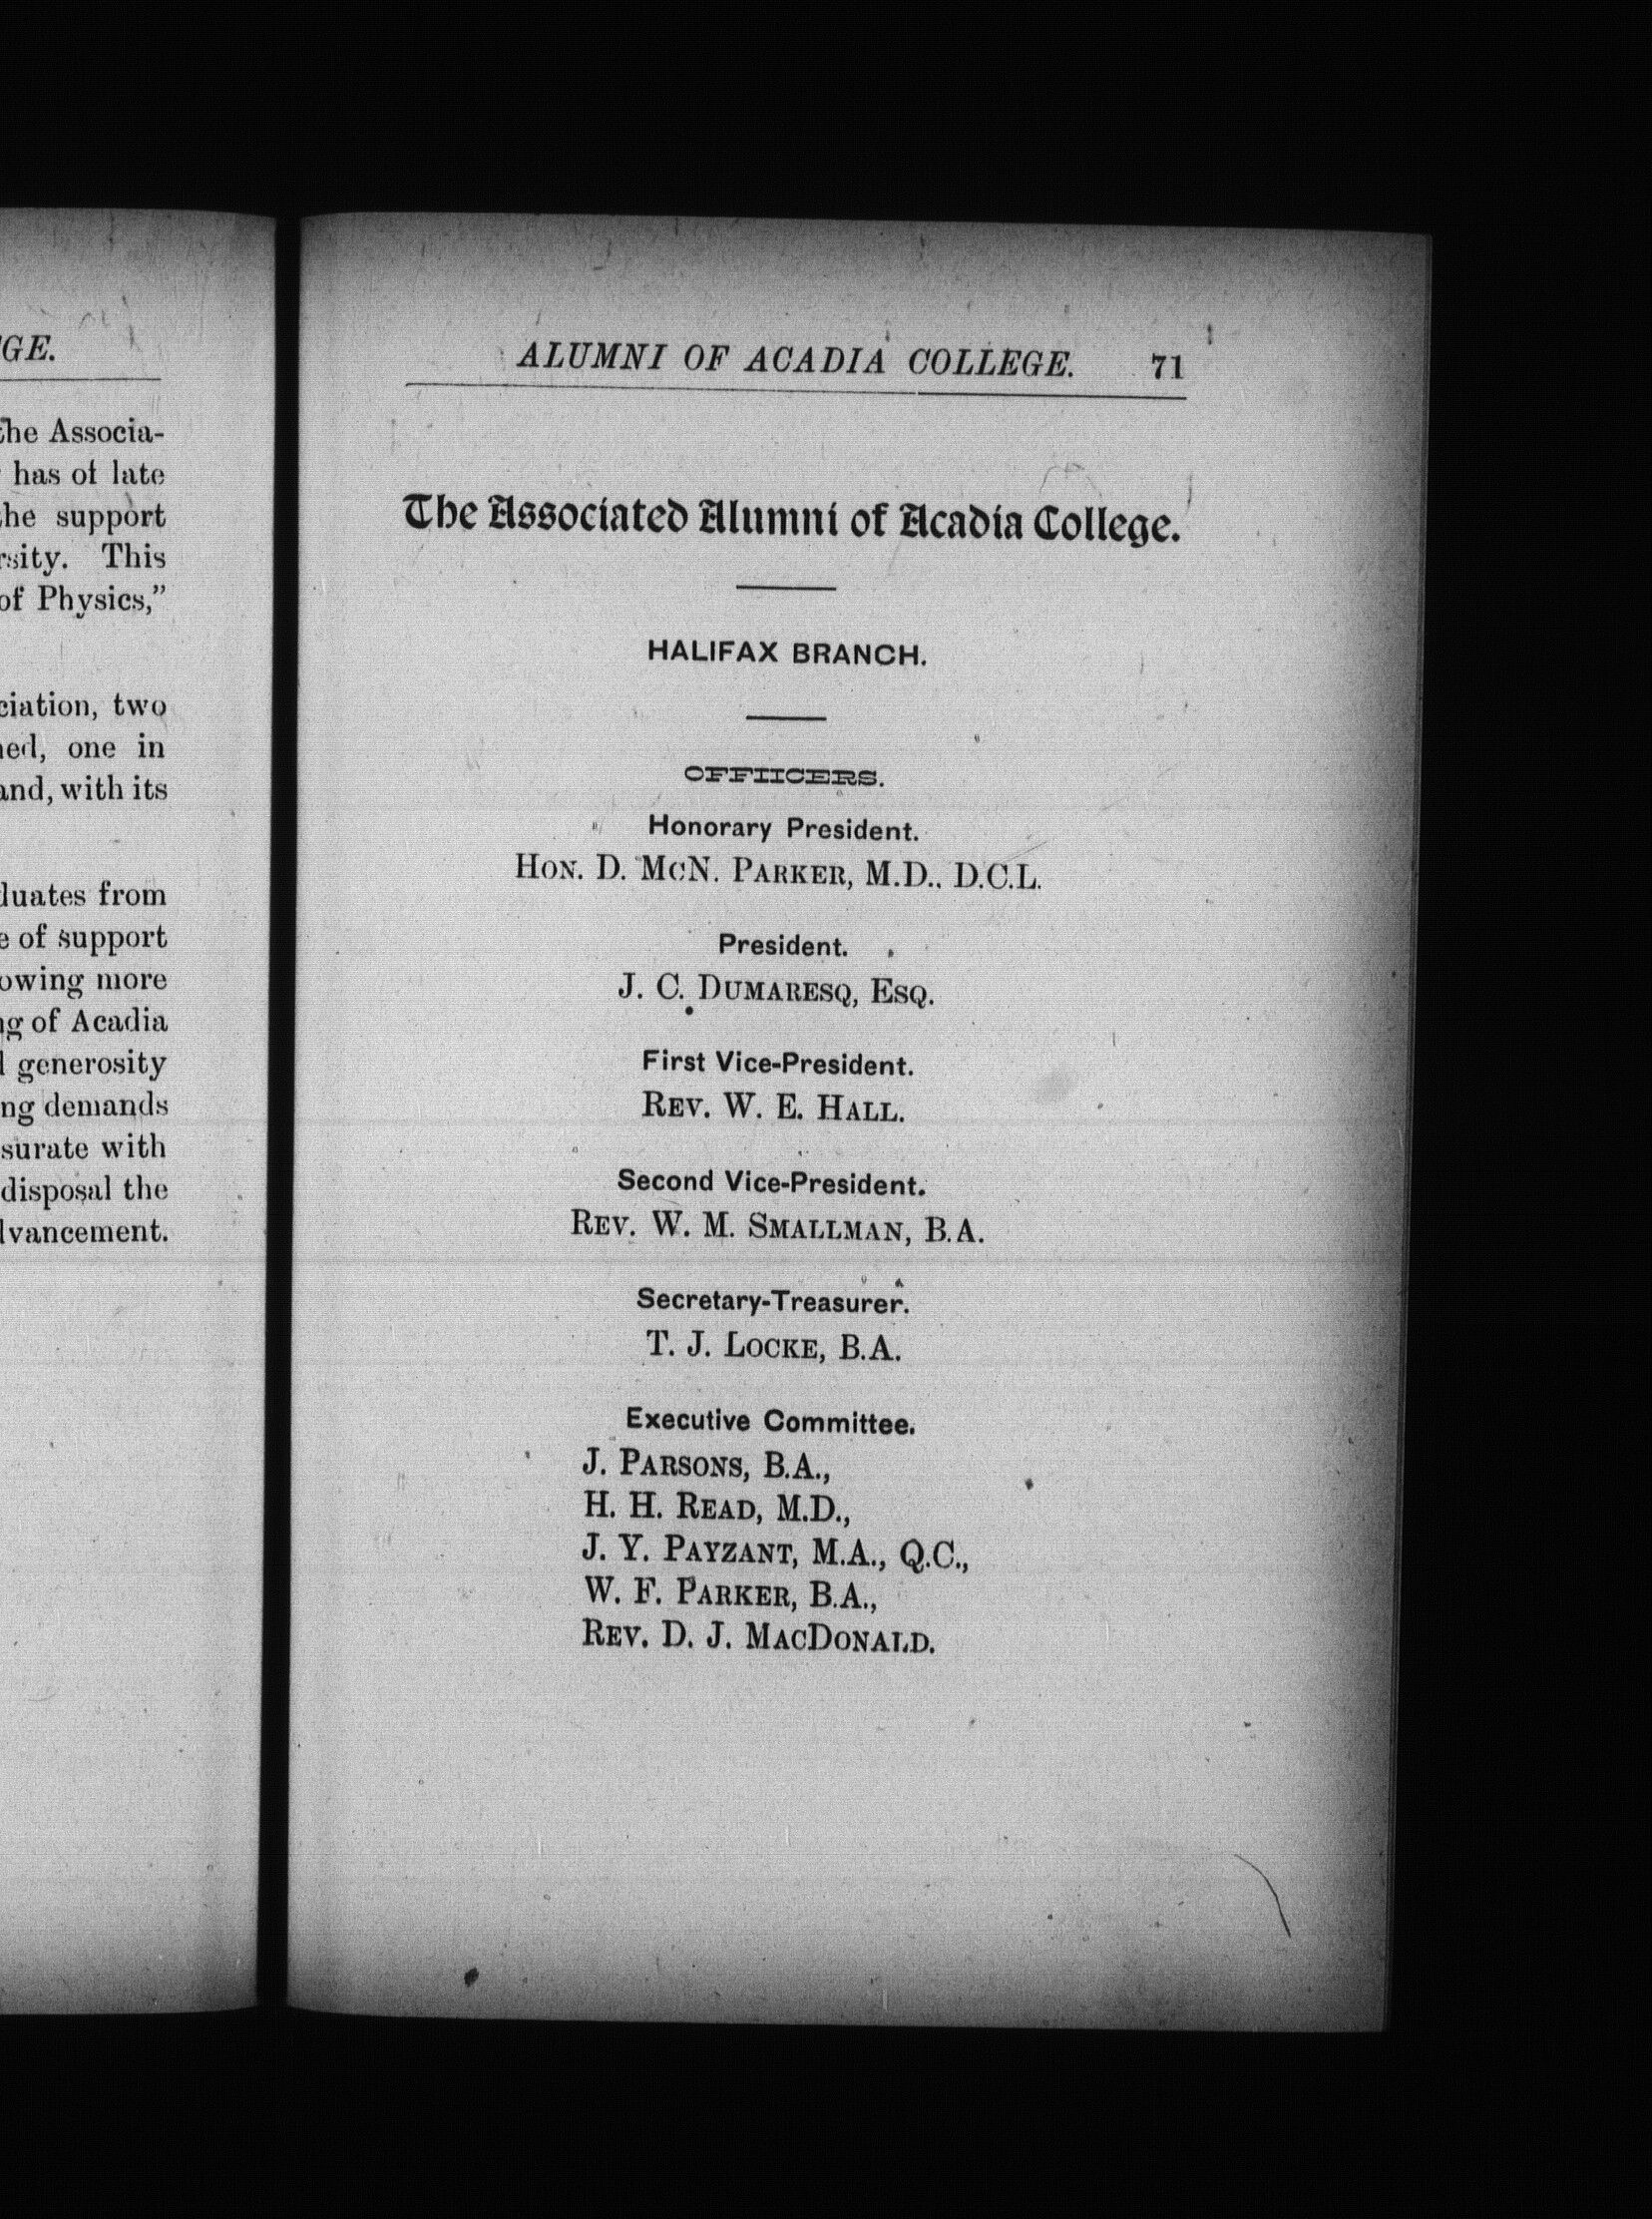 GE.
the Associa-
has of late
the support
rsity. This
of Physics,”
ciation, two
ned, one in
and, with its
duates from
e of support
owing more
ng of Acadia
d generosity
ng demands
surate with
disposal the
dvancement.
ALUMNI OF ACADIA COLLEGE. 71
The Associated Alumni of Acadia College.
HALIFAX BRANCH.
OFFICERS.
Honorary President.
HON. D. MCN. PARKER, M.D., D.C.L.
President.
J. C. DUMARESQ, ESQ.
First Vice-President.
REV. W. E. HALL.
Second Vice-President.
REV. W. M. SMALLMAN, B.A.
Secretary-Treasurer.
T. J. LOCKE, B.A.
Executive Committee.
J. PARSONS, B.A.,
H. H. READ, M.D.,
J. Y. PAYZANT, M.A., Q.C.,
W. F. PARKER, B.A.,
REV. D. J. MACDONALD.